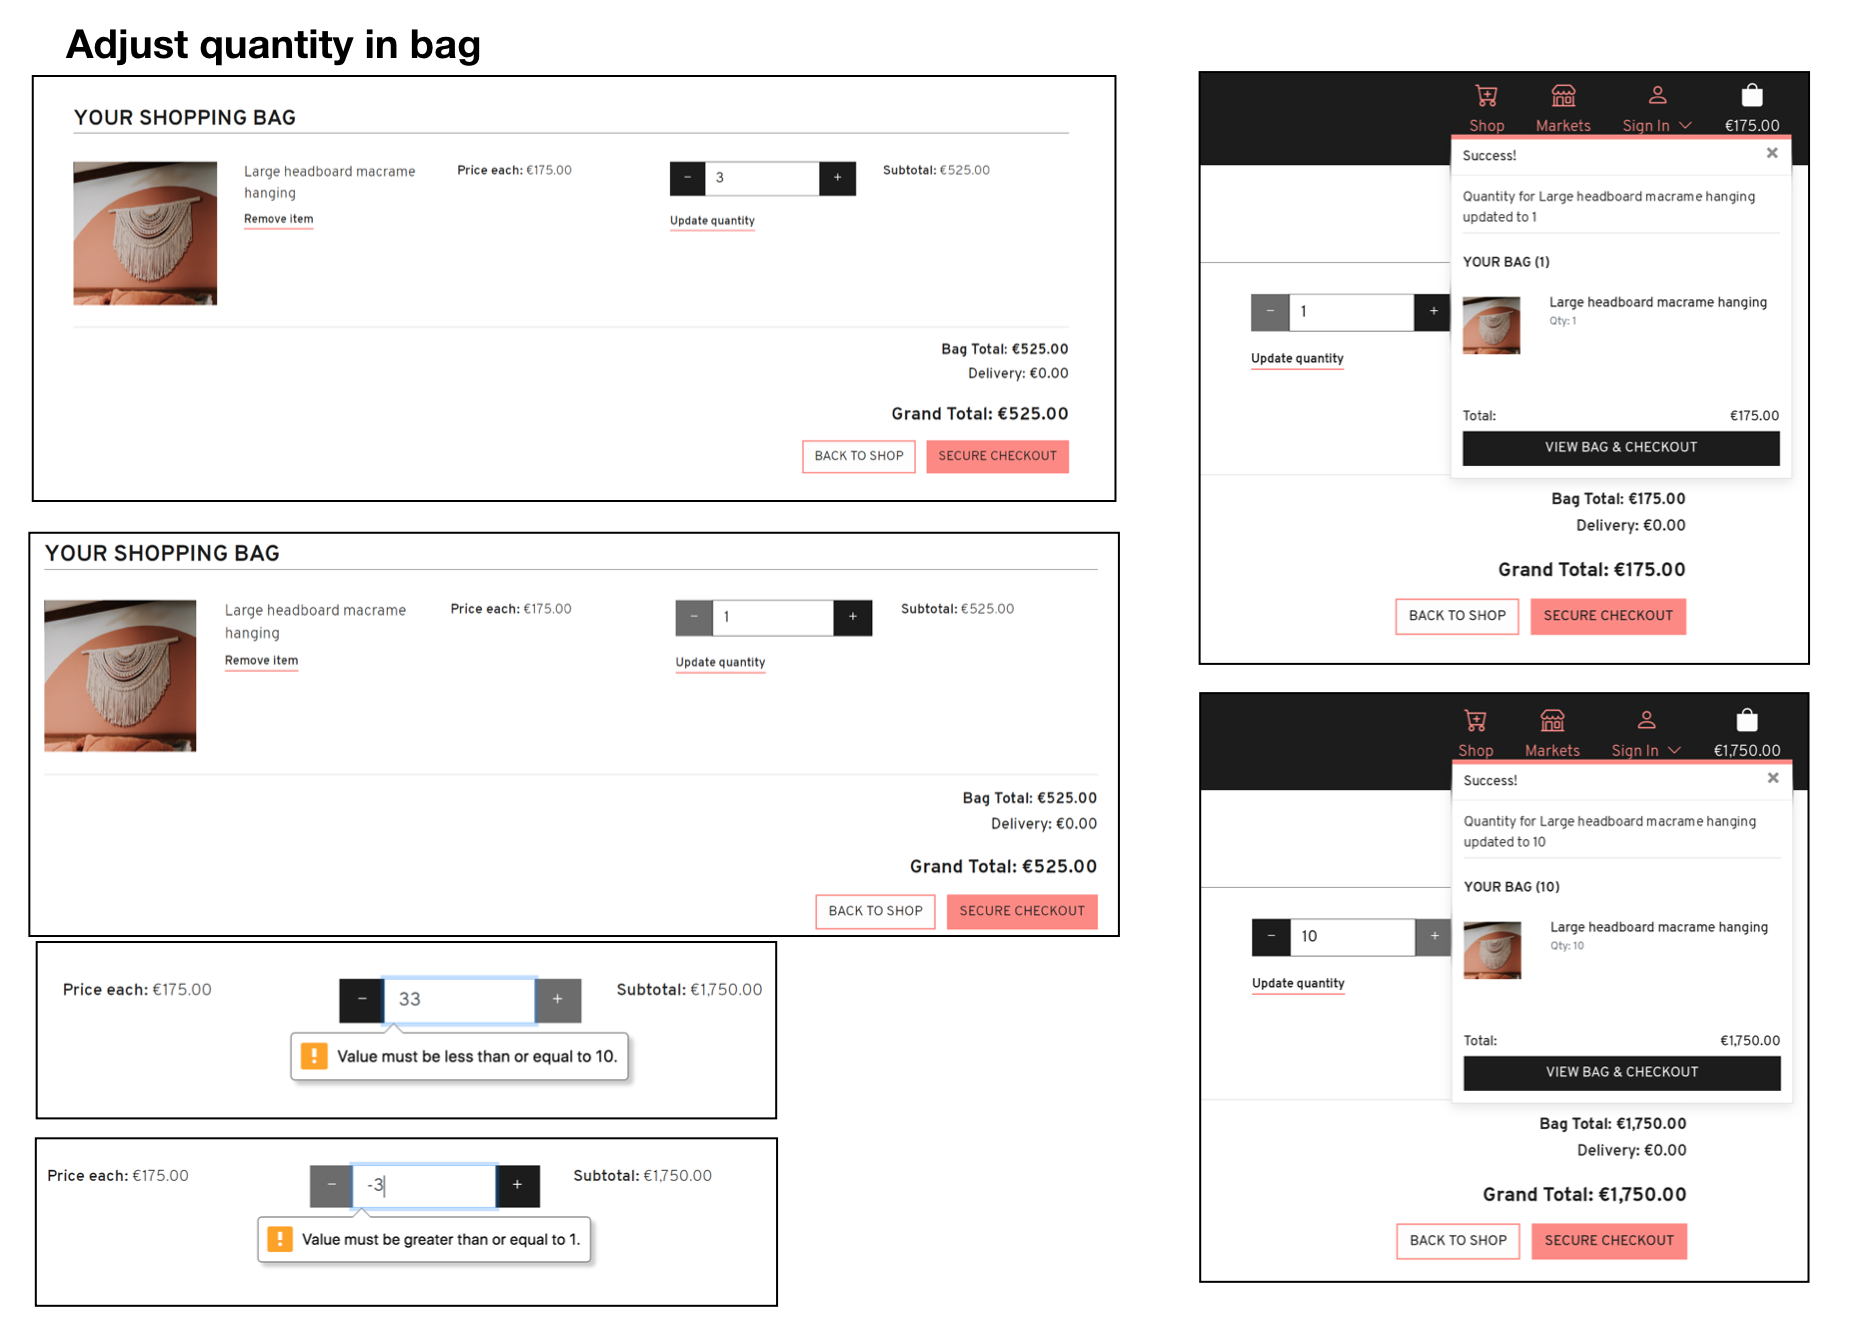 Adjust quantity in bag
YOUR SHOPPING BAG
Large headboard macrame
hanging
Remove item
Price each: €175.00
− 3 +
Update quantity
Subtotal: €525.00
Bag Total: €525.00
Delivery: €0.00
Grand Total: €525.00
BACK TO SHOP SECURE CHECKOUT
YOUR SHOPPING BAG
Large headboard macrame
hanging
Remove item
Price each: €175.00
− 1 +
Update quantity
Subtotal: €525.00
Bag Total: €525.00
Delivery: €0.00
Grand Total: €525.00
BACK TO SHOP SECURE CHECKOUT
Price each: €175.00 − 33 + Subtotal: €1,750.00
Value must be less than or equal to 10.
Price each: €175.00 − -3 + Subtotal: €1,750.00
Value must be greater than or equal to 1.
Shop Markets Sign In €175.00
Success! ×
Quantity for Large headboard macrame hanging
updated to 1
YOUR BAG (1)
Large headboard macrame hanging
Qty: 1
Total: €175.00
VIEW BAG & CHECKOUT
− 1 +
Update quantity
Bag Total: €175.00
Delivery: €0.00
Grand Total: €175.00
BACK TO SHOP SECURE CHECKOUT
Shop Markets Sign In €1,750.00
Success! ×
Quantity for Large headboard macrame hanging
updated to 10
YOUR BAG (10)
Large headboard macrame hanging
Qty: 10
Total: €1,750.00
VIEW BAG & CHECKOUT
− 10 +
Update quantity
Bag Total: €1,750.00
Delivery: €0.00
Grand Total: €1,750.00
BACK TO SHOP SECURE CHECKOUT